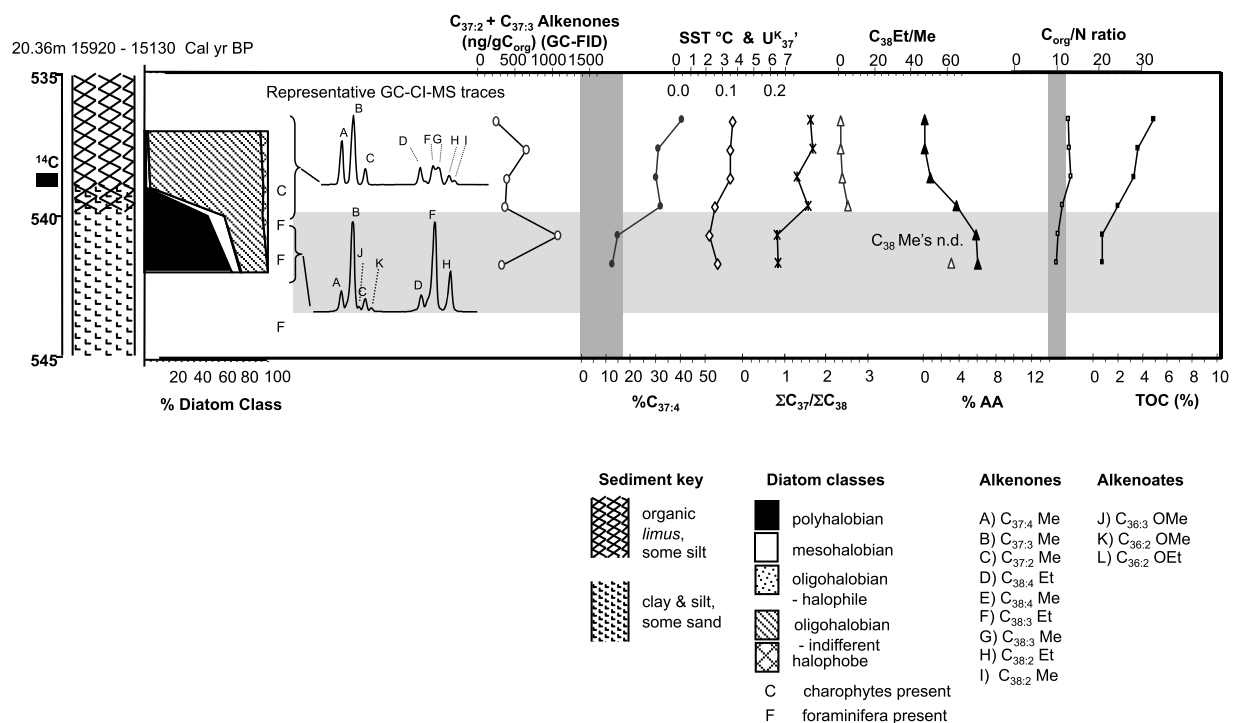 C37:2 + C37:3 Alkenones
(ng/gCorg) (GC-FID)
SST °C & UK37'
C38Et/Me
Corg/N ratio
20.36m 15920 - 15130 Cal yr BP
0 500 1000 1500
0 1 2 3 4 5 6 7
0 20 40 60
0 10 20 30
0.0 0.1 0.2
535
Representative GC-CI-MS traces
A B C D F G H I
14C
C
540
F
F
F
A B J C K D F H
C38 Me's n.d.
545
20 40 60 80 100
0 10 20 30 40 50
0 1 2 3
0 4 8 12
0 2 4 6 8 10
% Diatom Class
%C37:4
ΣC37/ΣC38
% AA
TOC (%)
Sediment key
organic
limus,
some silt
clay & silt,
some sand
Diatom classes
polyhalobian
mesohalobian
oligohalobian
- halophile
oligohalobian
- indifferent
halophobe
C charophytes present
F foraminifera present
Alkenones
A) C37:4 Me
B) C37:3 Me
C) C37:2 Me
D) C38:4 Et
E) C38:4 Me
F) C38:3 Et
G) C38:3 Me
H) C38:2 Et
I) C38:2 Me
Alkenoates
J) C36:3 OMe
K) C36:2 OMe
L) C36:2 OEt